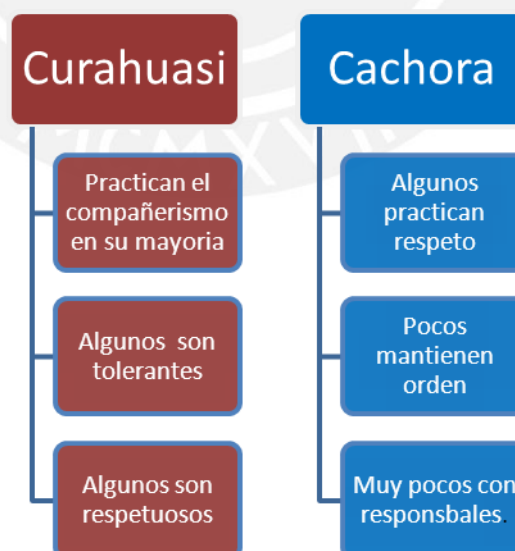 Curahuasi
Practican el
compañerismo
en su mayoria
Algunos son
tolerantes
Algunos son
respetuosos
Cachora
Algunos
practican
respeto
Pocos
mantienen
orden
Muy pocos con
responsbales.